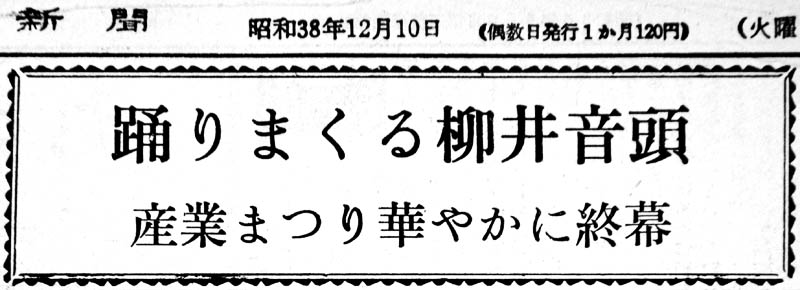 新聞 昭和38年12月10日 (偶数日発行1か月120円) (火曜
踊りまくる柳井音頭
産業まつり華やかに終幕